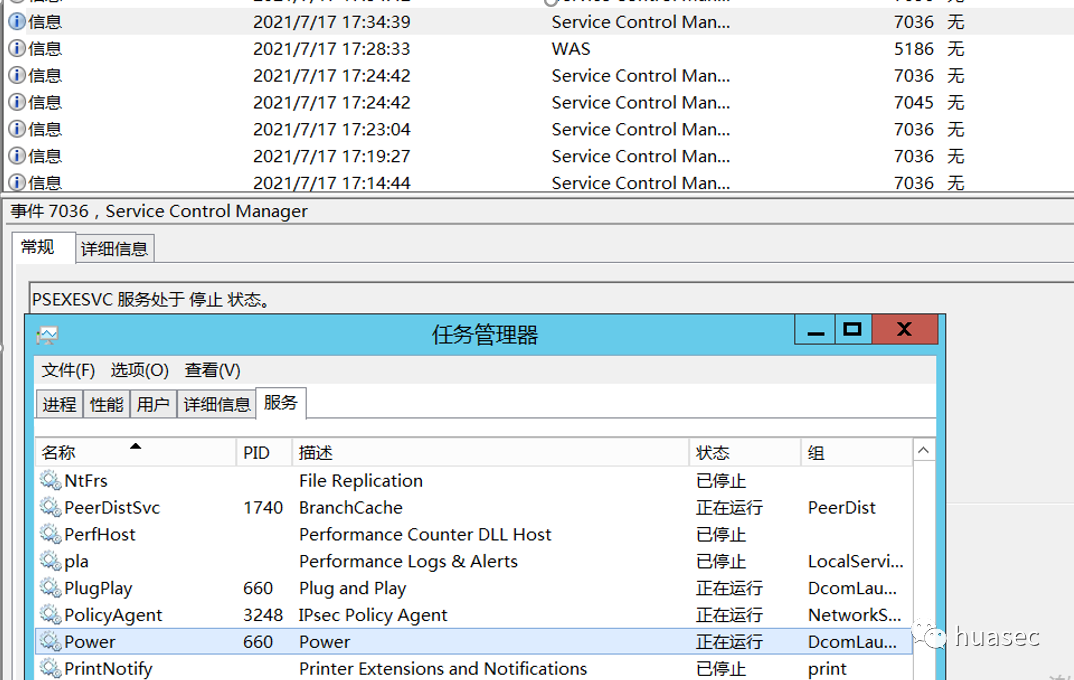 信息 2021/7/17 17:34:39 Service Control Man... 7036 无
信息 2021/7/17 17:28:33 WAS 5186 无
信息 2021/7/17 17:24:42 Service Control Man... 7036 无
信息 2021/7/17 17:24:42 Service Control Man... 7045 无
信息 2021/7/17 17:23:04 Service Control Man... 7036 无
信息 2021/7/17 17:19:27 Service Control Man... 7036 无
信息 2021/7/17 17:14:44 Service Control Man... 7036 无
事件 7036，Service Control Manager
常规 详细信息
PSEXESVC 服务处于 停止 状态。
任务管理器
文件(F) 选项(O) 查看(V)
进程 性能 用户 详细信息 服务
名称 PID 描述 状态 组
NtFrs File Replication 已停止
PeerDistSvc 1740 BranchCache 正在运行 PeerDist
PerfHost Performance Counter DLL Host 已停止
pla Performance Logs & Alerts 已停止 LocalServi...
PlugPlay 660 Plug and Play 正在运行 DcomLau...
PolicyAgent 3248 IPsec Policy Agent 正在运行 NetworkS...
Power 660 Power 正在运行 DcomLau...
PrintNotify Printer Extensions and Notifications 已停止 print
huasec